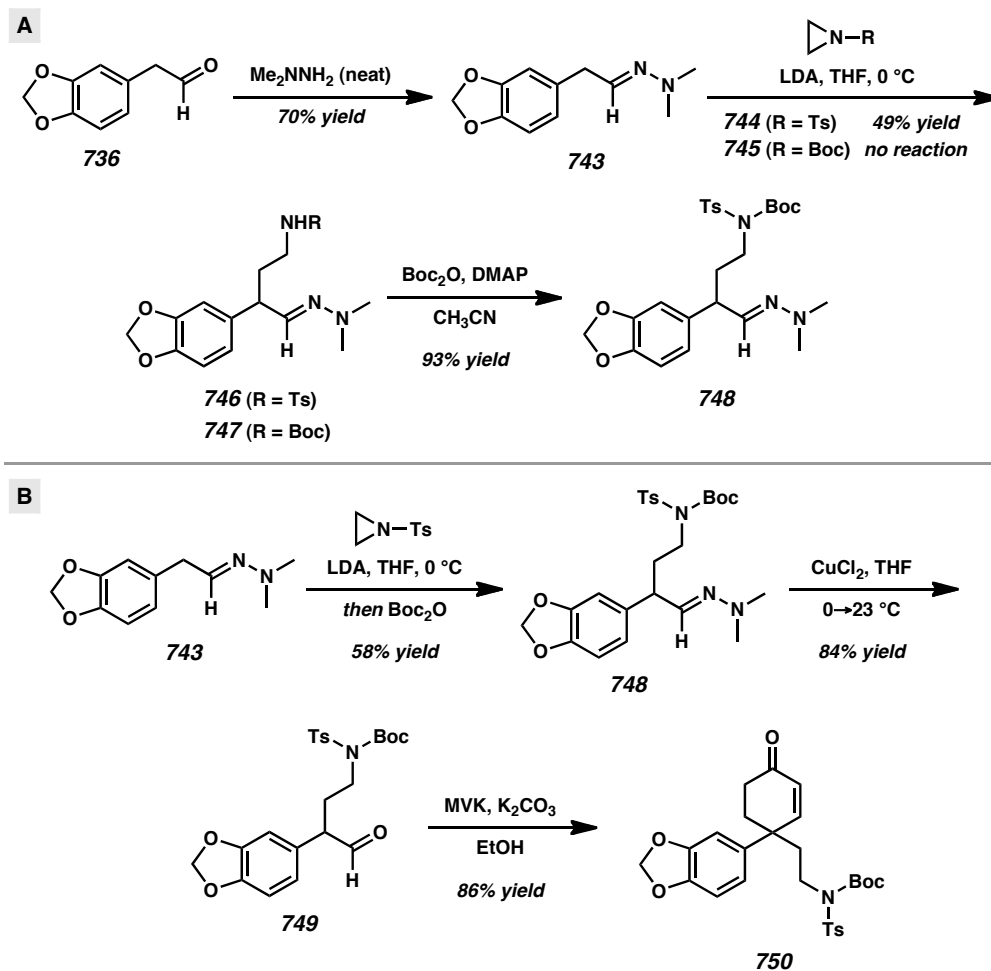 A
O
O
O
H
736
Me2NNH2 (neat)
70% yield
O
O
N
N
H
743
N–R
LDA, THF, 0 °C
744 (R = Ts) 49% yield
745 (R = Boc) no reaction
NHR
O
O
N
N
H
746 (R = Ts)
747 (R = Boc)
Boc2O, DMAP
CH3CN
93% yield
Ts N Boc
O
O
N
N
H
748
B
O
O
N
N
H
743
N–Ts
LDA, THF, 0 °C
then Boc2O
58% yield
Ts N Boc
O
O
N
N
H
748
CuCl2, THF
0→23 °C
84% yield
Ts N Boc
O
O
O
H
749
MVK, K2CO3
EtOH
86% yield
O
O
O
N Boc
Ts
750